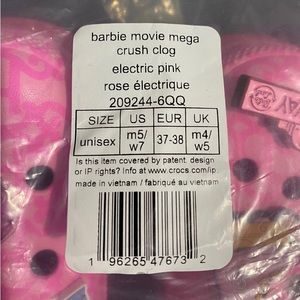 barbie movie mega
crush clog
electric pink
rose électrique
209244-6QQ
SIZE US EUR UK
unisex m5/ w7 37-38 m4/ w5
Is this item covered by patent, design
or IP rights? Info at www.crocs.com/ip.
made in vietnam / fabriqué au vietnam
1 96265 47673 2